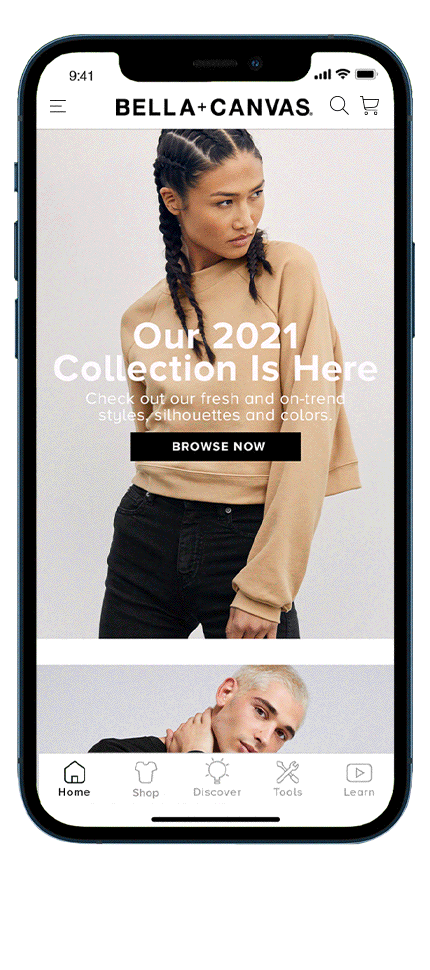 9:41
BELLA+CANVAS®
Our 2021
Collection Is Here
Check out our fresh and on-trend
styles, silhouettes and colors.
BROWSE NOW
Home
Shop
Discover
Tools
Learn